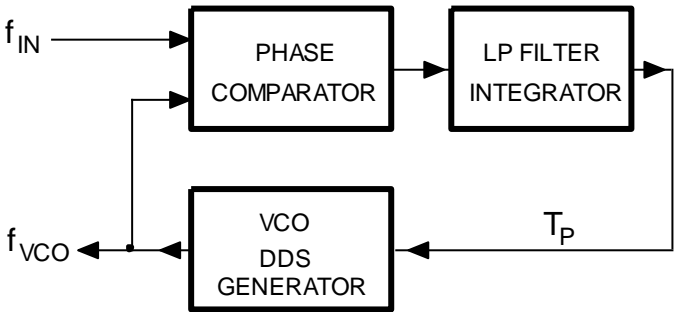 f_IN
PHASE
COMPARATOR
LP FILTER
INTEGRATOR
f_VCO
VCO
DDS
GENERATOR
T_P